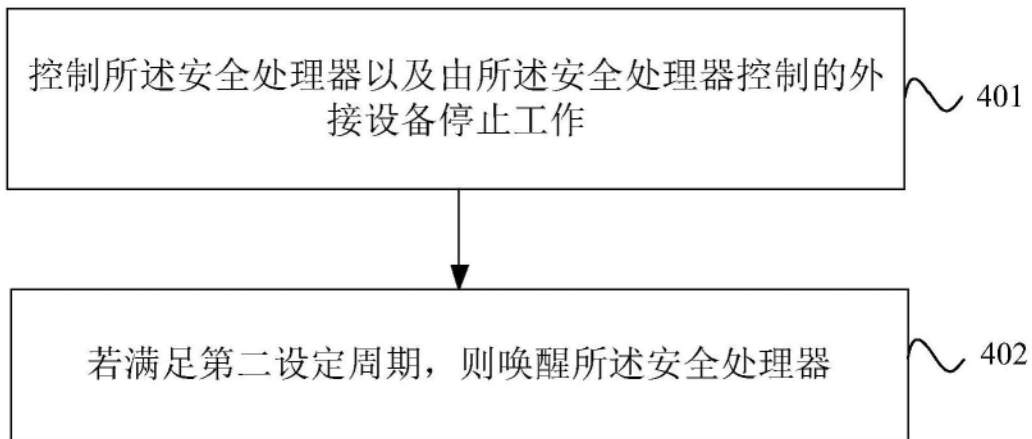 控制所述安全处理器以及由所述安全处理器控制的外
接设备停止工作
401
若满足第二设定周期，则唤醒所述安全处理器
402